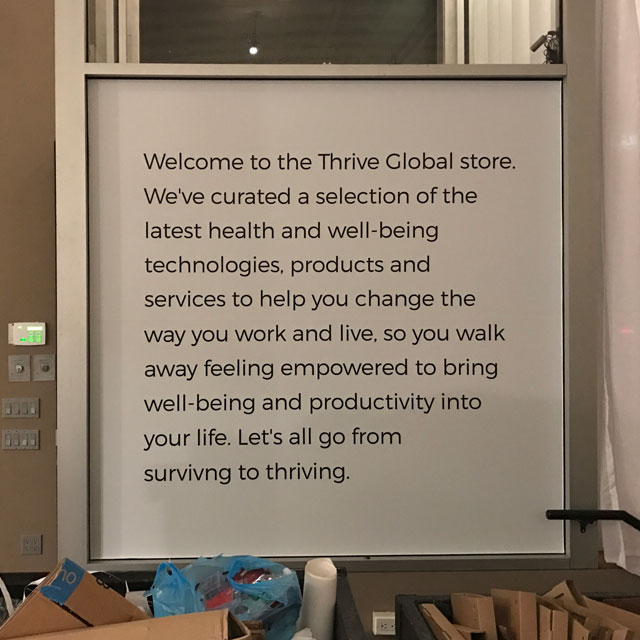 Welcome to the Thrive Global store.
We've curated a selection of the
latest health and well-being
technologies, products and
services to help you change the
way you work and live, so you walk
away feeling empowered to bring
well-being and productivity into
your life. Let's all go from
survivng to thriving.
10